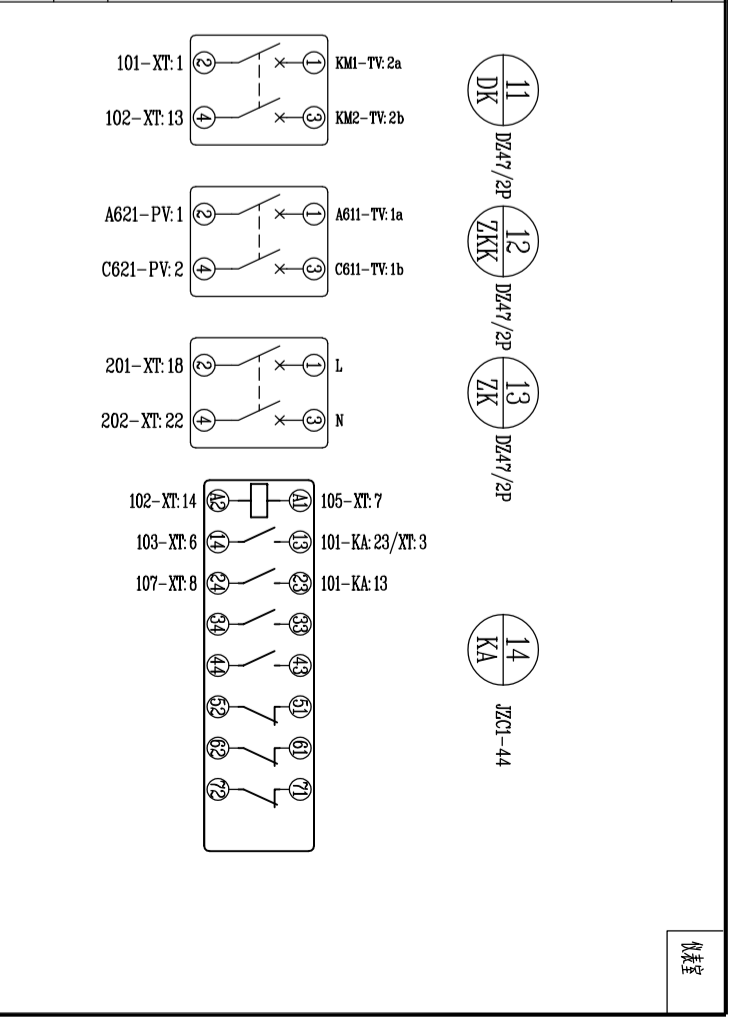 101-XT:1 2 1 KM1-TV:2a
102-XT:13 4 3 KM2-TV:2b
11
DK
DZ47/2P
A621-PV:1 2 1 A611-TV:1a
C621-PV:2 4 3 C611-TV:1b
12
ZKK
DZ47/2P
201-XT:18 2 1 L
202-XT:22 4 3 N
13
ZK
DZ47/2P
102-XT:14 A2 A1 105-XT:7
103-XT:6 14 13 101-KA:23/XT:3
107-XT:8 24 23 101-KA:13
34 33
44 43
52 51
62 61
72 71
14
KA
JZC1-44
仪表室